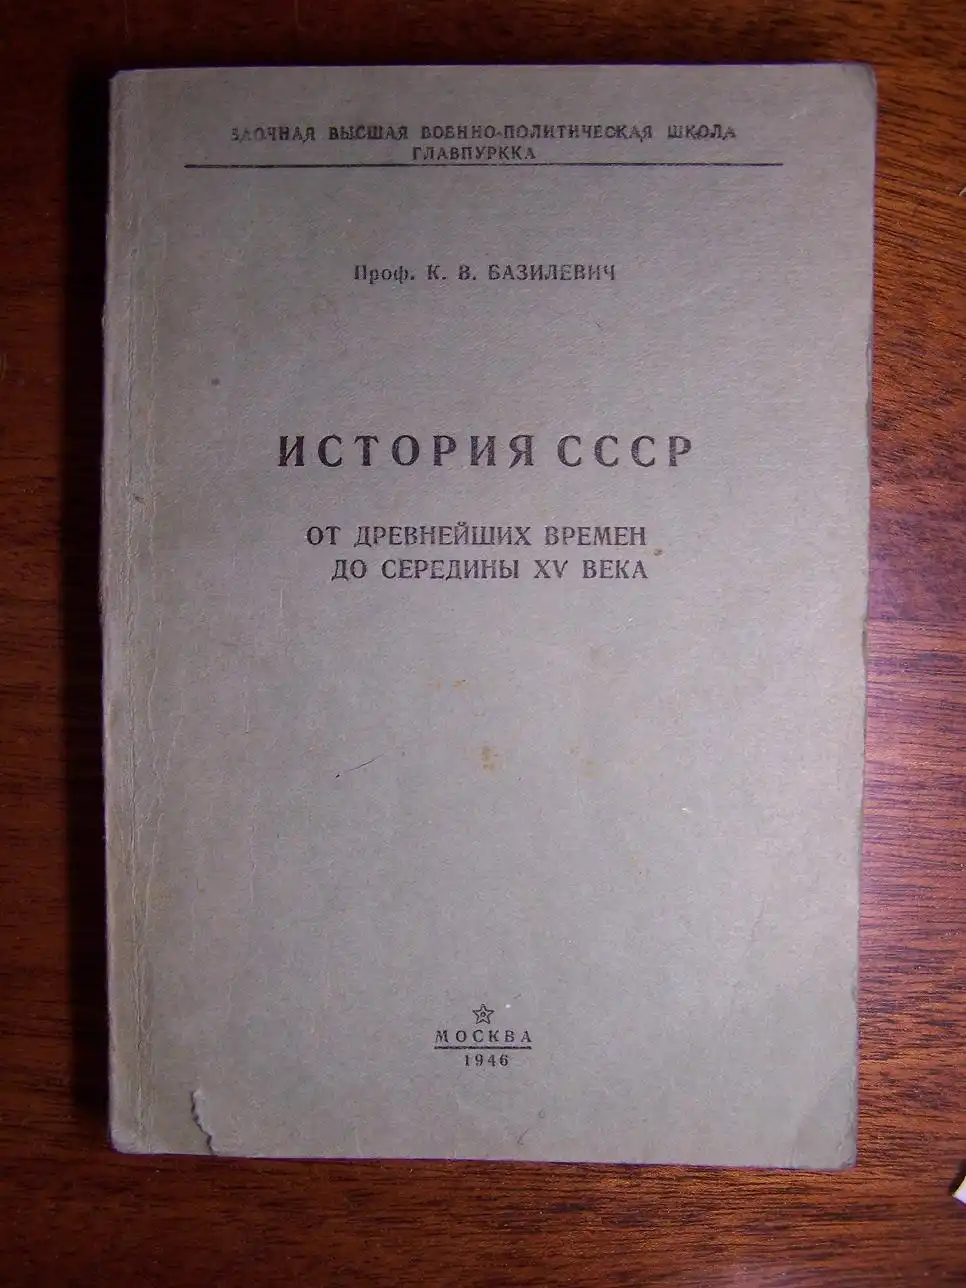 ЗАОЧНАЯ ВЫСШАЯ ВОЕННО-ПОЛИТИЧЕСКАЯ ШКОЛА
ГЛАВПУРККА
Проф. К. В. БАЗИЛЕВИЧ
ИСТОРИЯ СССР
ОТ ДРЕВНЕЙШИХ ВРЕМЕН
ДО СЕРЕДИНЫ XV ВЕКА
МОСКВА
1946